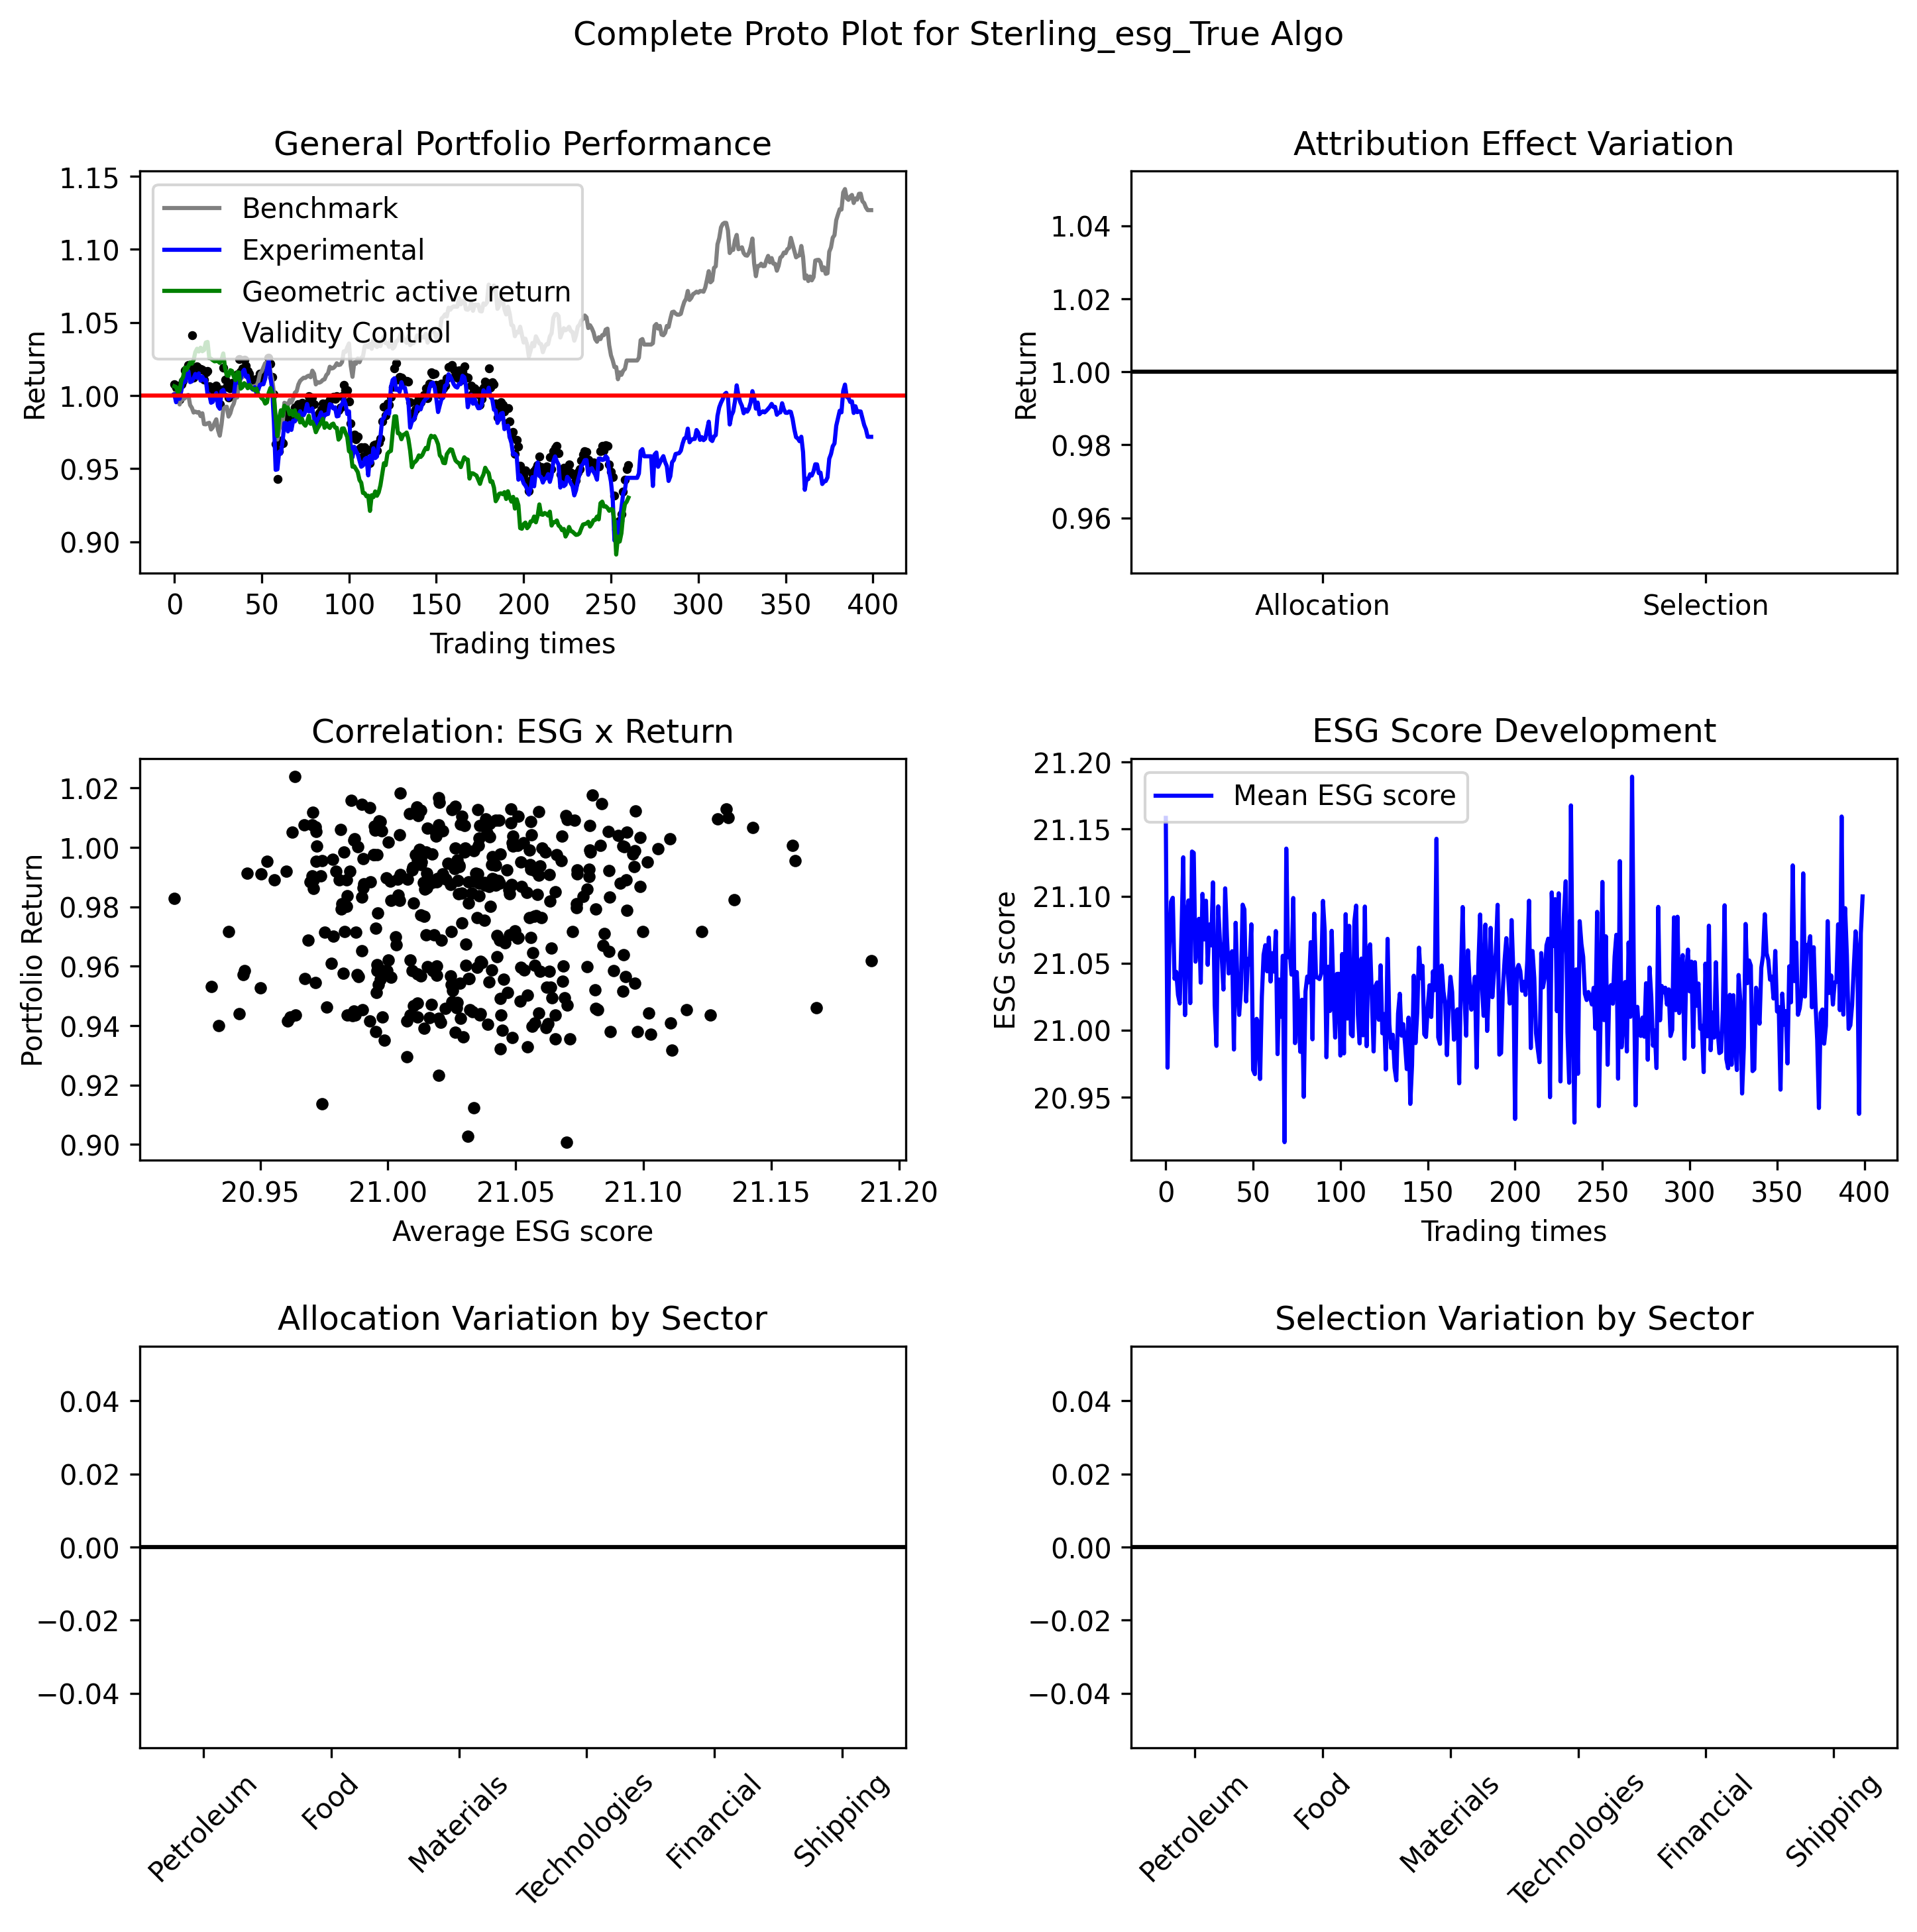 Complete Proto Plot for Sterling_esg_True Algo
General Portfolio Performance
Return
1.15
1.10
1.05
1.00
0.95
0.90
Benchmark
Experimental
Geometric active return
Validity Control
0 50 100 150 200 250 300 350 400
Trading times
Attribution Effect Variation
Return
1.04
1.02
1.00
0.98
0.96
Allocation Selection
Correlation: ESG x Return
Portfolio Return
1.02
1.00
0.98
0.96
0.94
0.92
0.90
20.95 21.00 21.05 21.10 21.15 21.20
Average ESG score
ESG Score Development
ESG score
21.20
21.15
21.10
21.05
21.00
20.95
Mean ESG score
0 50 100 150 200 250 300 350 400
Trading times
Allocation Variation by Sector
0.04
0.02
0.00
−0.02
−0.04
Petroleum Food Materials Technologies Financial Shipping
Selection Variation by Sector
0.04
0.02
0.00
−0.02
−0.04
Petroleum Food Materials Technologies Financial Shipping